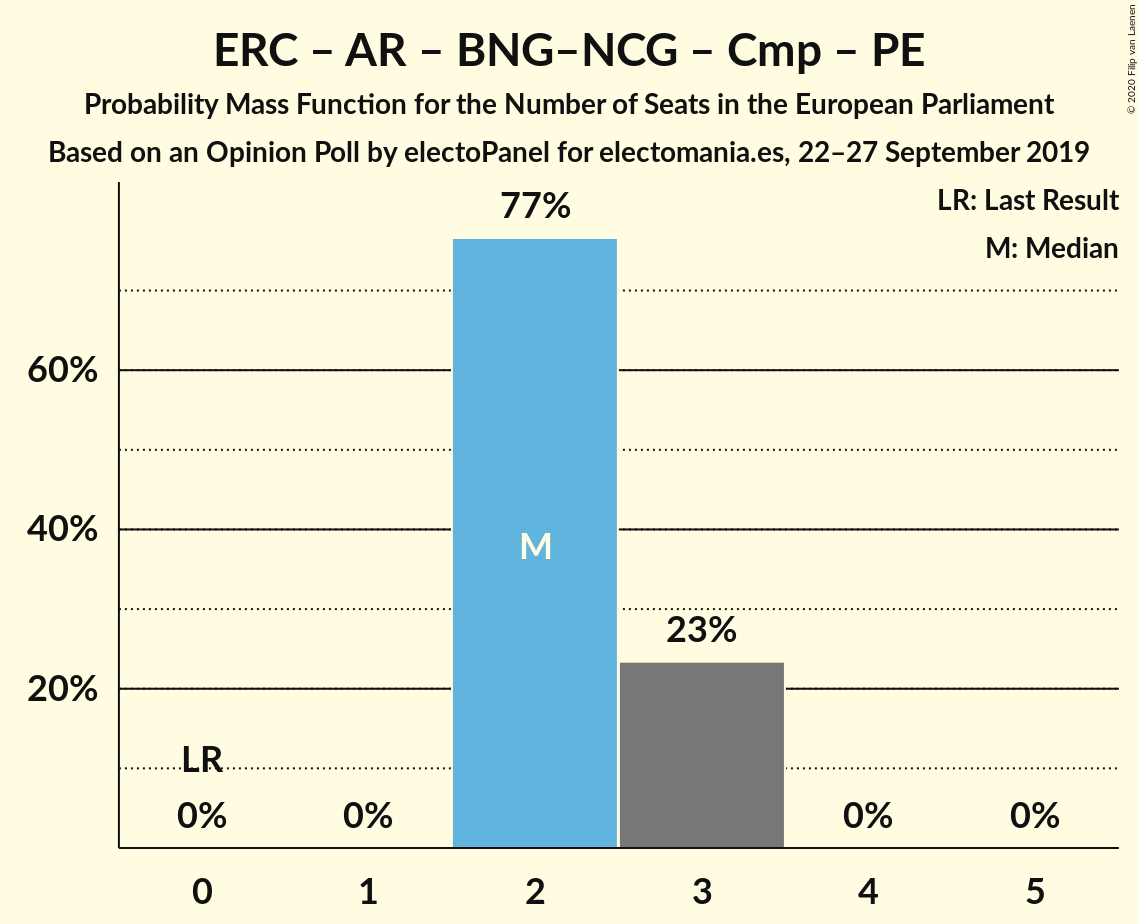 ERC – AR – BNG–NCG – Cmp – PE
Probability Mass Function for the Number of Seats in the European Parliament
Based on an Opinion Poll by electoPanel for electomania.es, 22–27 September 2019
© 2020 Filip van Laenen
LR: Last Result
M: Median
77%
60%
40%
M
23%
20%
LR
0% 0% 0% 0%
0 1 2 3 4 5